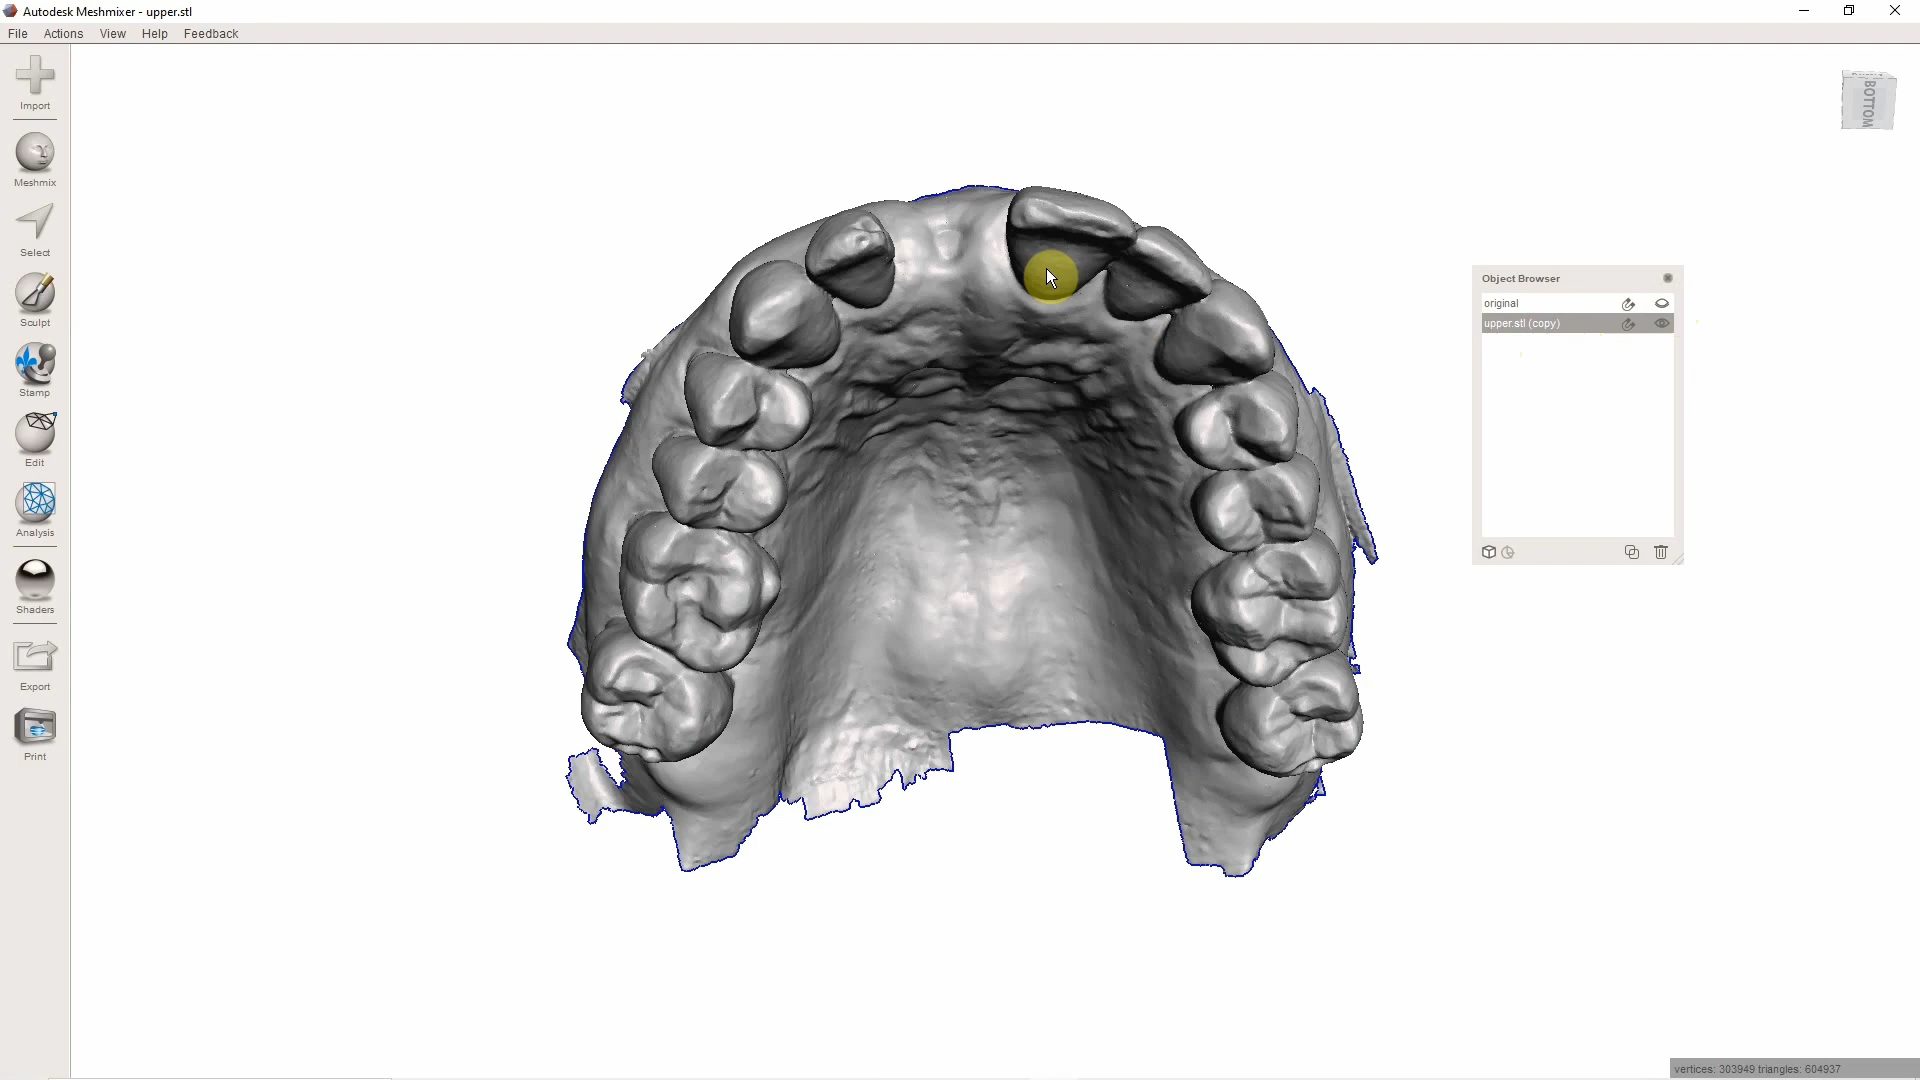 Autodesk Meshmixer - upper.stl
File Actions View Help Feedback
Import
Meshmix
Select
Sculpt
Stamp
Edit
Analysis
Shaders
Export
Print
BOTTOM
Object Browser
original
upper.stl (copy)
vertices: 303949 triangles: 604937